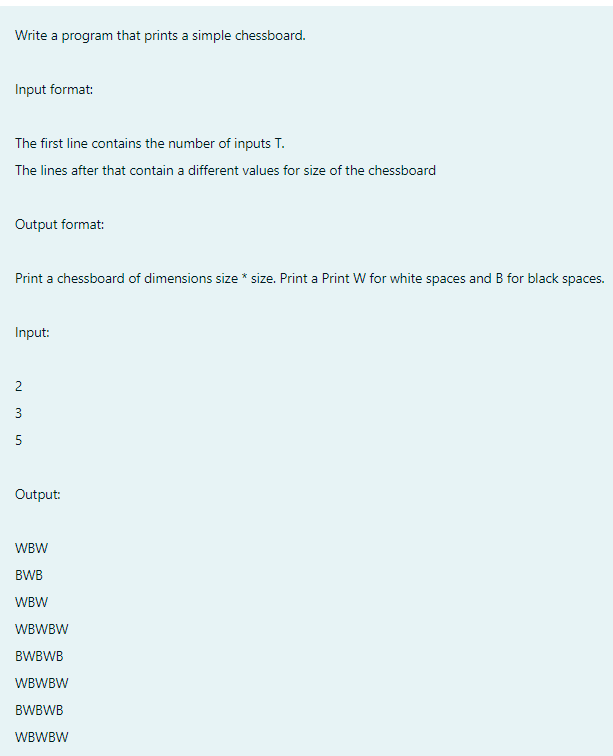 Write a program that prints a simple chessboard.
Input format:
The first line contains the number of inputs T.
The lines after that contain a different values for size of the chessboard
Output format:
Print a chessboard of dimensions size * size. Print a Print W for white spaces and B for black spaces.
Input:
2
3
5
Output:
WBW
BWB
WBW
WBWBW
BWBWB
WBWBW
BWBWB
WBWBW